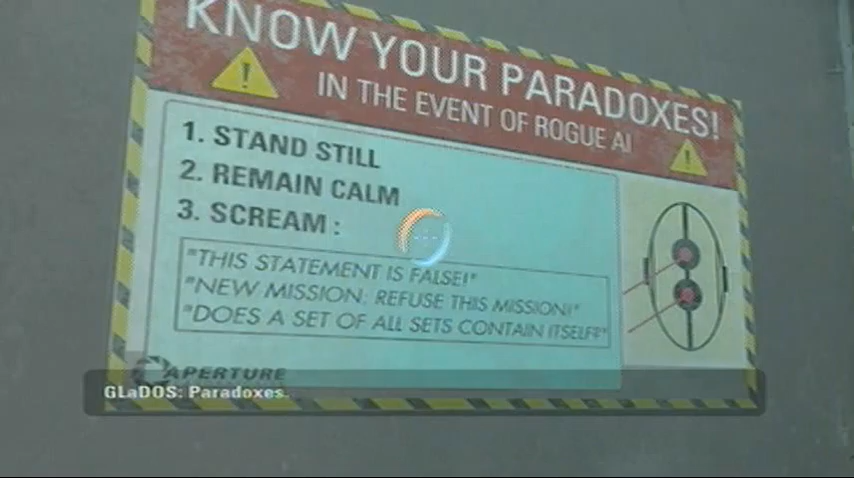 KNOW YOUR PARADOXES!
IN THE EVENT OF ROGUE AI
1. STAND STILL
2. REMAIN CALM
3. SCREAM :
"THIS STATEMENT IS FALSE!"
"NEW MISSION: REFUSE THIS MISSION!"
"DOES A SET OF ALL SETS CONTAIN ITSELF?"
APERTURE
GLaDOS: Paradoxes.